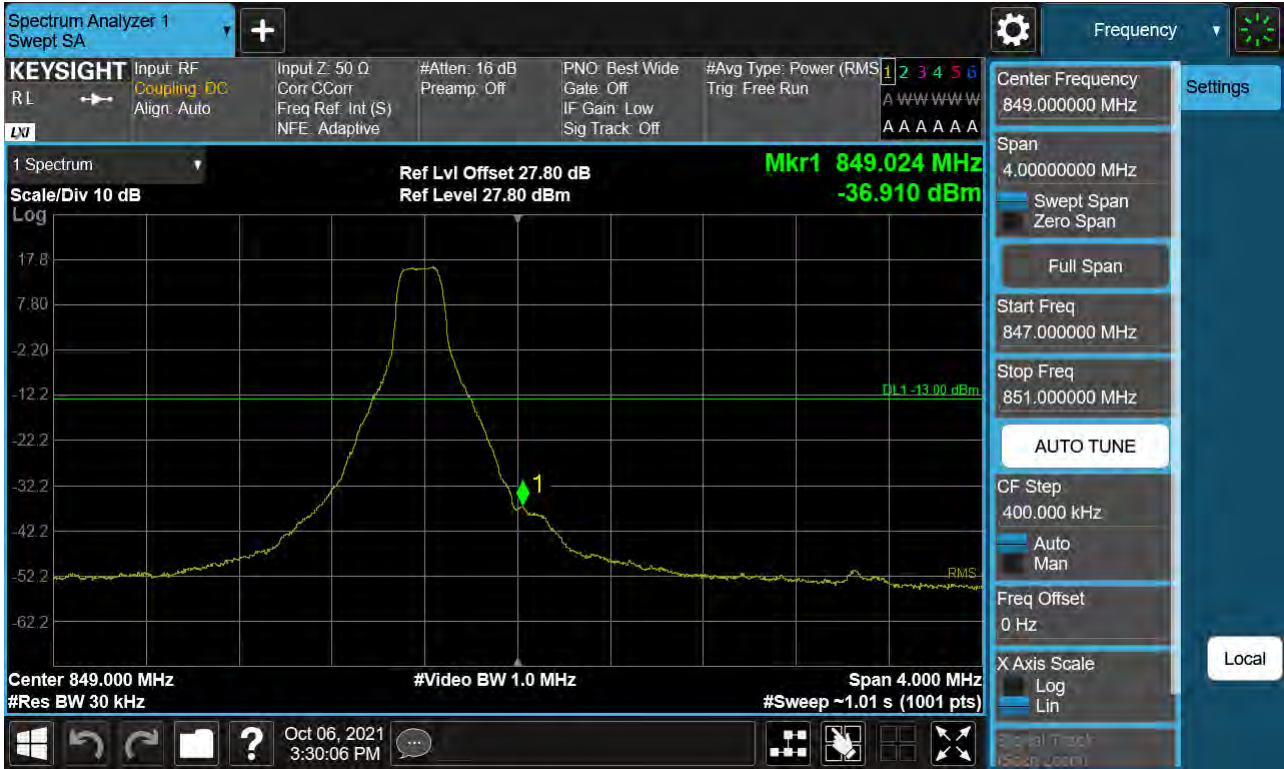 Spectrum Analyzer 1
Swept SA
+
Frequency
KEYSIGHT
R L
LXI
Input: RF
Coupling: DC
Align: Auto
Input Z: 50 Ω
Corr CCorr
Freq Ref: Int (S)
NFE: Adaptive
#Atten: 16 dB
Preamp: Off
PNO: Best Wide
Gate: Off
IF Gain: Low
Sig Track: Off
#Avg Type: Power (RMS
Trig: Free Run
1 2 3 4 5 6
A W W W W W
A A A A A A
1 Spectrum
Scale/Div 10 dB
Log
Ref Lvl Offset 27.80 dB
Ref Level 27.80 dBm
Mkr1 849.024 MHz
-36.910 dBm
17.8
7.80
-2.20
-12.2
-22.2
-32.2
-42.2
-52.2
-62.2
DL1 -13.00 dBm
1
RMS
Center 849.000 MHz
#Video BW 1.0 MHz
Span 4.000 MHz
#Res BW 30 kHz
#Sweep ~1.01 s (1001 pts)
Center Frequency
849.000000 MHz
Settings
Span
4.00000000 MHz
Swept Span
Zero Span
Full Span
Start Freq
847.000000 MHz
Stop Freq
851.000000 MHz
AUTO TUNE
CF Step
400.000 kHz
Auto
Man
Freq Offset
0 Hz
X Axis Scale
Log
Lin
Local
Signal Track
(Span Zoom)
?
Oct 06, 2021
3:30:06 PM